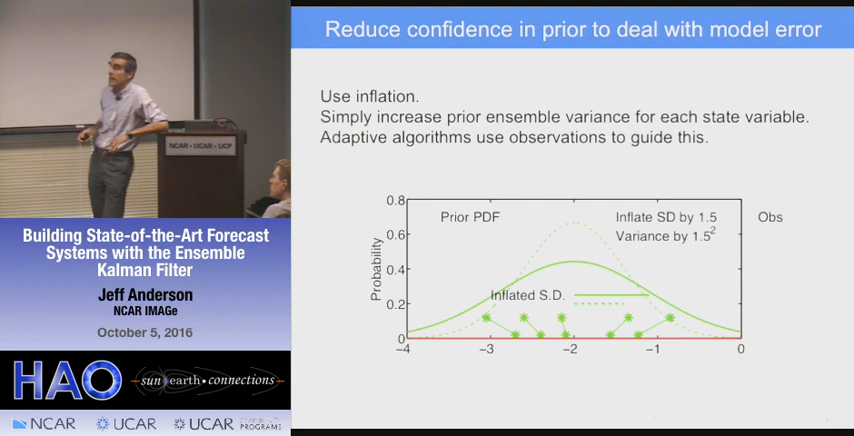 Reduce confidence in prior to deal with model error
Use inflation.
Simply increase prior ensemble variance for each state variable.
Adaptive algorithms use observations to guide this.
0.8
Prior PDF
Inflate SD by 1.5
Obs
Variance by 1.5²
0.6
Probability
0.4
Inflated S.D.
0.2
0
−4
−3
−2
−1
0
NCAR • UCAR • UCP
Building State-of-the-Art Forecast
Systems with the Ensemble
Kalman Filter
Jeff Anderson
NCAR IMAGe
October 5, 2016
HAO
sun earth • connections
NCAR
UCAR
UCAR
PROGRAMS